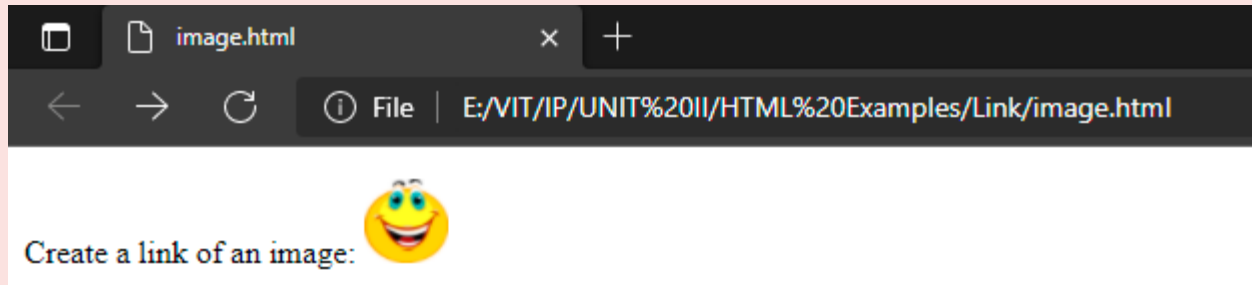 image.html
File E:/VIT/IP/UNIT%20II/HTML%20Examples/Link/image.html
Create a link of an image: